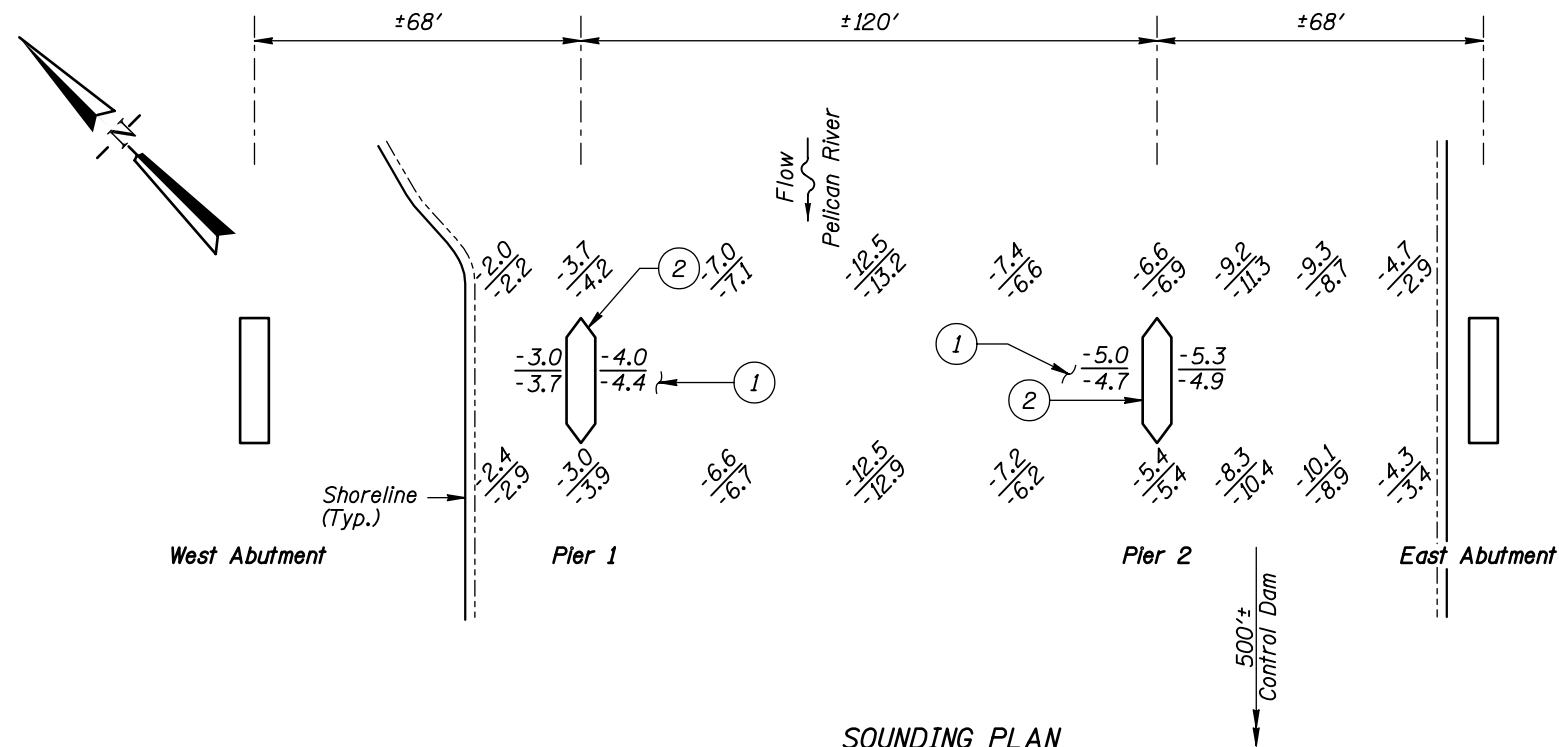 ±68' ±120' ±68'
N
Flow
Pelican River
-2.0 -3.7 -7.0 -12.5 -7.4 -6.6 -9.2 -9.3 -4.7
-2.2 -4.2 -7.1 -13.2 -6.6 -6.9 -11.3 -8.7 -2.9
2
-3.0 -4.0 -5.0 -5.3
-3.7 -4.4 -4.7 -4.9
1 1
2
-2.4 -3.0 -6.6 -12.5 -7.2 -5.4 -8.3 -10.1 -4.3
-2.9 -3.9 -6.7 -12.9 -6.2 -5.4 -10.4 -8.9 -3.4
Shoreline
(Typ.)
West Abutment Pier 1 Pier 2 East Abutment
500'±
Control Dam
SOUNDING PLAN